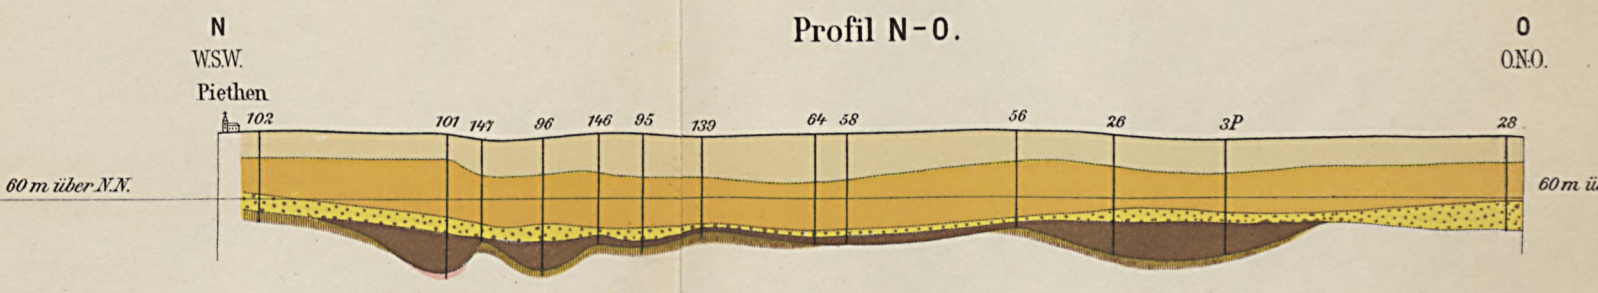 N
Profil N-O.
O
W.S.W.
O.N.O.
Piethen
102 101 147 96 146 95 139 64 58 56 26 3P 28
60 m über N.N.
60 m ü